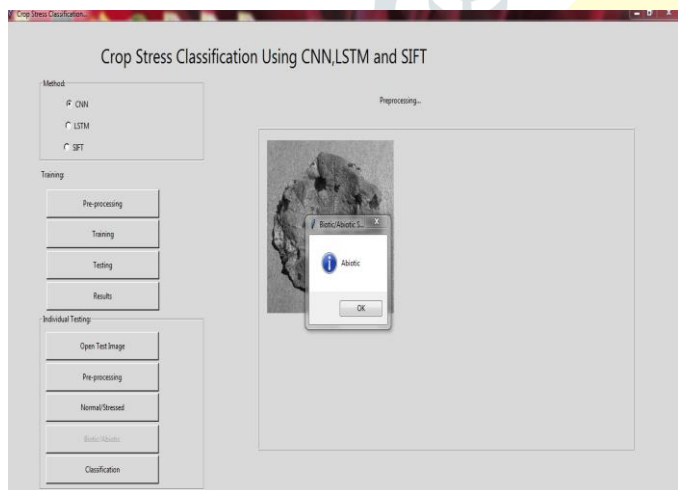 Crop Stress Classification...
Crop Stress Classification Using CNN,LSTM and SIFT
Method:
CNN
LSTM
SIFT
Preprocessing...
Training:
Pre-processing
Training
Testing
Results
Individual Testing:
Open Test Image
Pre-processing
Normal/Stressed
Biotic/Abiotic
Classification
Biotic/Abiotic S...
Abiotic
OK